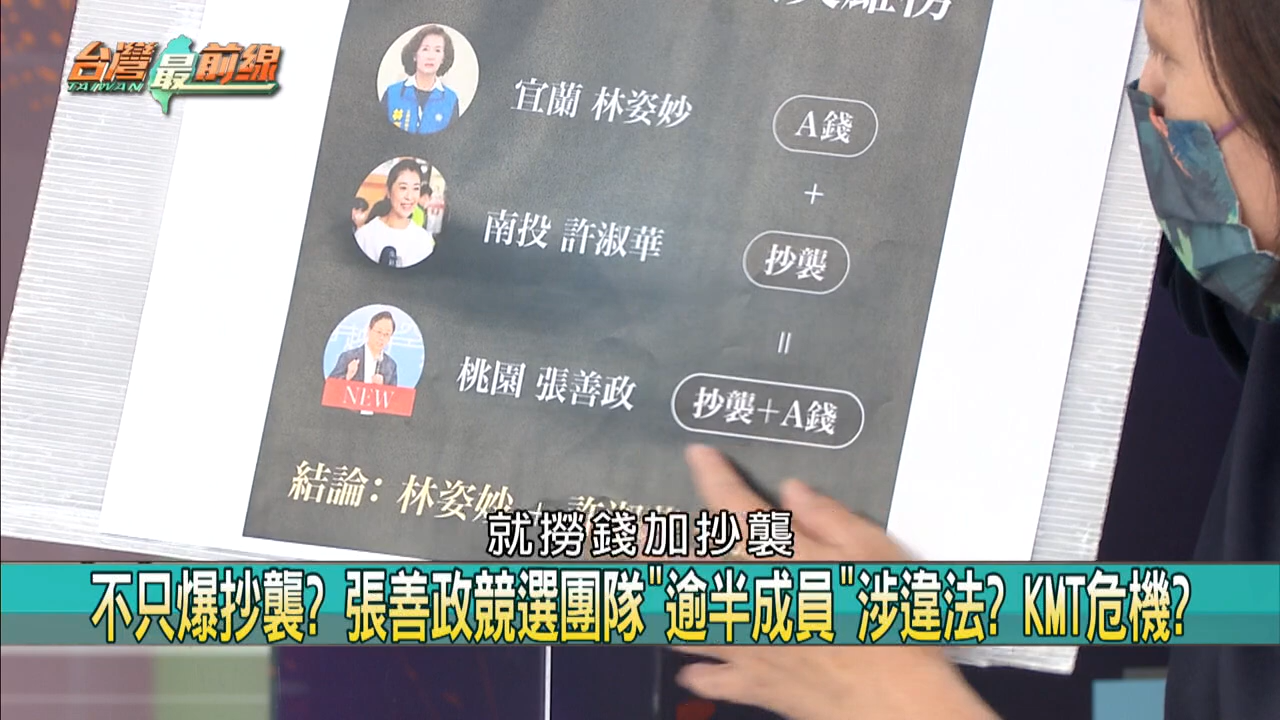 台灣最前線
TAIWAN
宜蘭 林姿妙 A錢
+
南投 許淑華 抄襲
=
NEW
桃園 張善政 抄襲+A錢
結論: 林姿妙 +
就撈錢加抄襲
不只爆抄襲? 張善政競選團隊"逾半成員"涉違法? KMT危機?